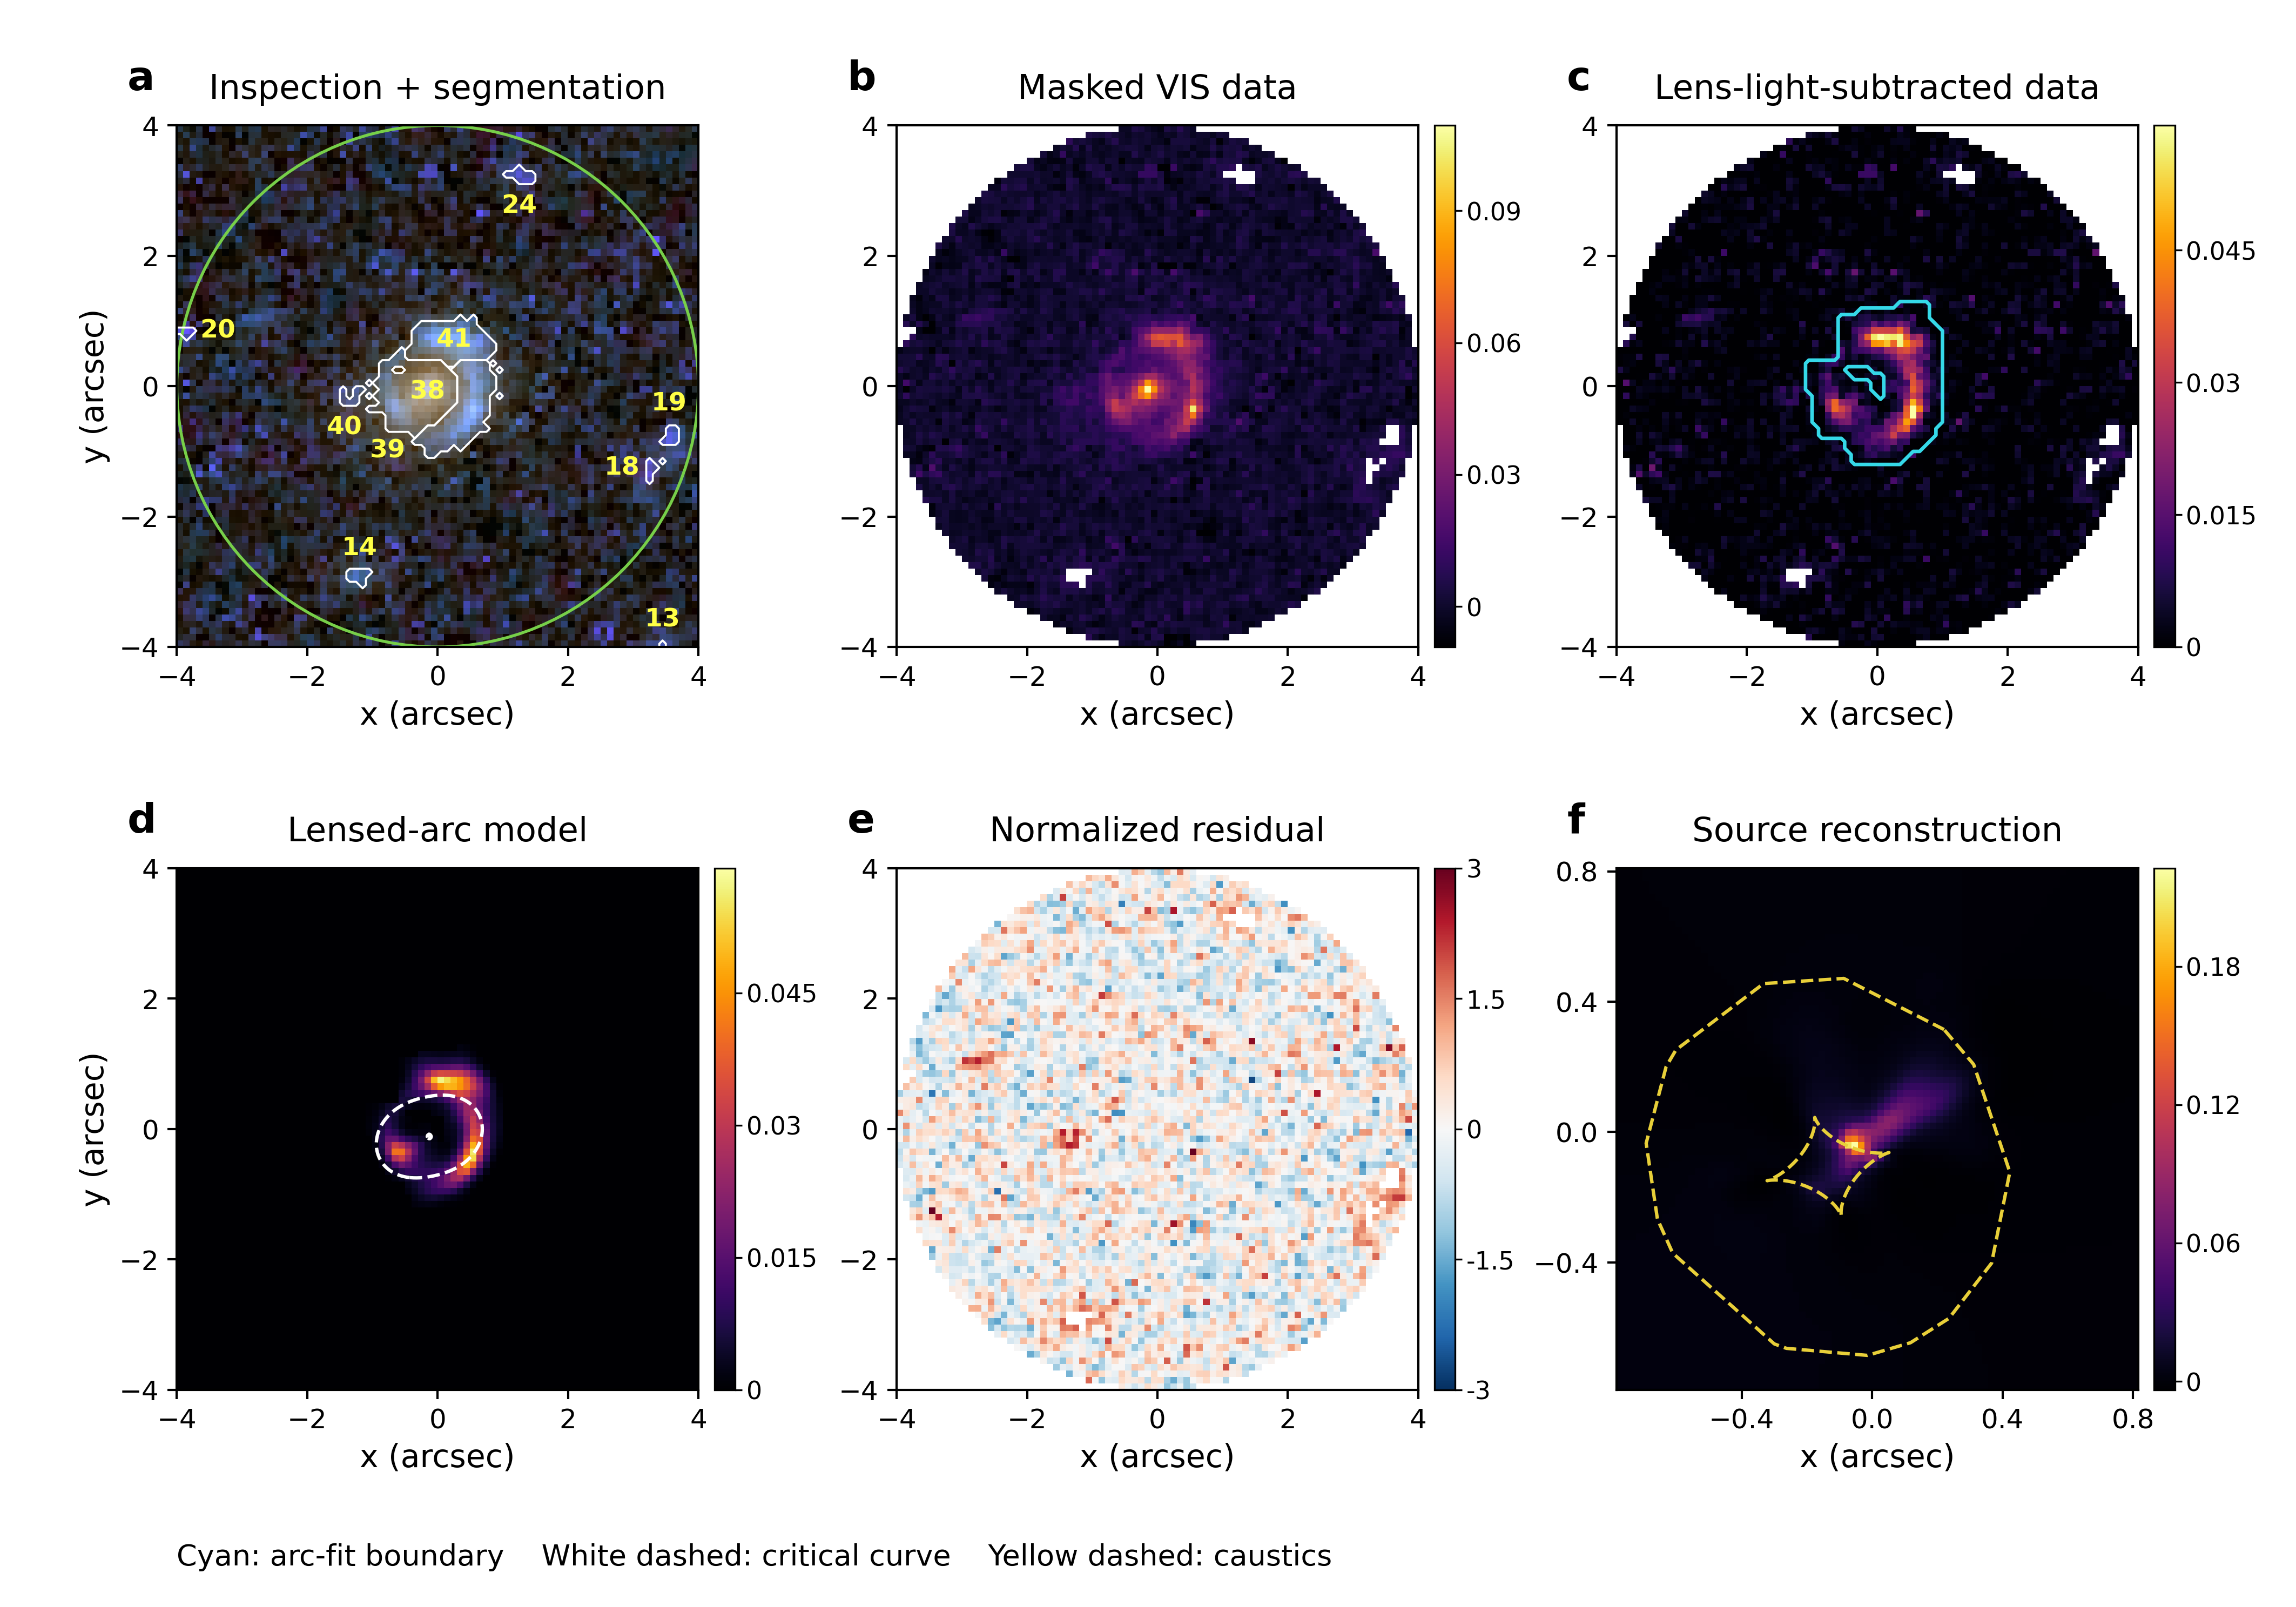 a Inspection + segmentation
b Masked VIS data
c Lens-light-subtracted data
4
2
0
−2
−4
y (arcsec)
24
20
41
38
40
39
19
18
14
13
−4 −2 0 2 4
x (arcsec)
4
2
0
−2
−4
−4 −2 0 2 4
x (arcsec)
0.09
0.06
0.03
0
4
2
0
−2
−4
−4 −2 0 2 4
x (arcsec)
0.045
0.03
0.015
0
d Lensed-arc model
e Normalized residual
f Source reconstruction
4
2
0
−2
−4
y (arcsec)
−4 −2 0 2 4
x (arcsec)
0.045
0.03
0.015
0
4
2
0
−2
−4
−4 −2 0 2 4
x (arcsec)
3
1.5
0
-1.5
-3
0.8
0.4
0.0
−0.4
−0.4 0.0 0.4 0.8
x (arcsec)
0.18
0.12
0.06
0
Cyan: arc-fit boundary White dashed: critical curve Yellow dashed: caustics